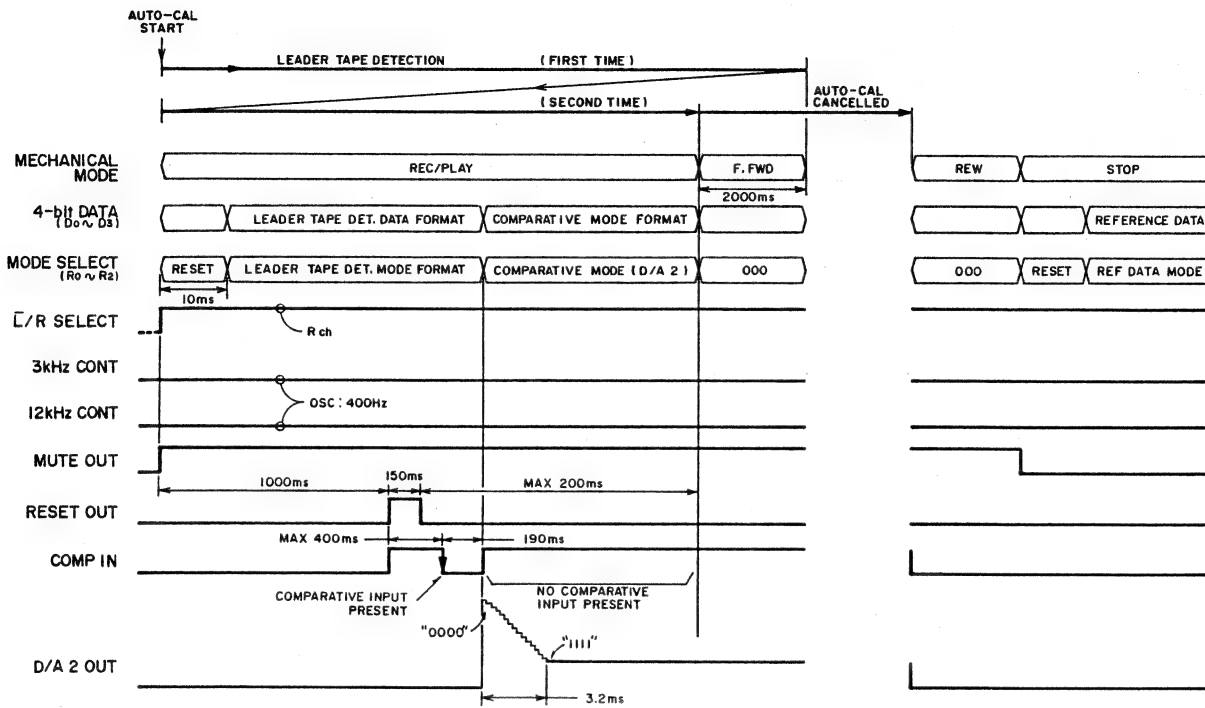 AUTO-CAL
START
LEADER TAPE DETECTION (FIRST TIME)
(SECOND TIME)
AUTO-CAL
CANCELLED
MECHANICAL
MODE
REC/PLAY
F. FWD
REW
STOP
2000ms
4-bit DATA
(D0 ~ D3)
LEADER TAPE DET. DATA FORMAT
COMPARATIVE MODE FORMAT
REFERENCE DATA
MODE SELECT
(R0 ~ R2)
RESET
LEADER TAPE DET. MODE FORMAT
COMPARATIVE MODE (D/A 2)
000
000
RESET
REF DATA MODE
10ms
L̅/R SELECT
R ch
3kHz CONT
OSC: 400Hz
12kHz CONT
MUTE OUT
1000ms
150ms
MAX 200ms
RESET OUT
MAX 400ms
190ms
COMP IN
COMPARATIVE INPUT
PRESENT
NO COMPARATIVE
INPUT PRESENT
"0000"
"1111"
D/A 2 OUT
3.2ms